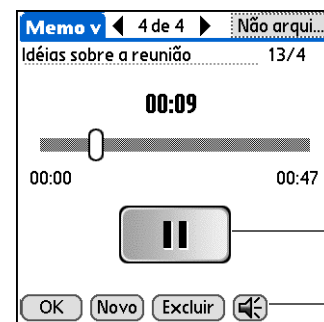 Memo v 4 de 4 Não arqui...
Idéias sobre a reunião 13/4
00:09
00:00 00:47
OK Novo Excluir